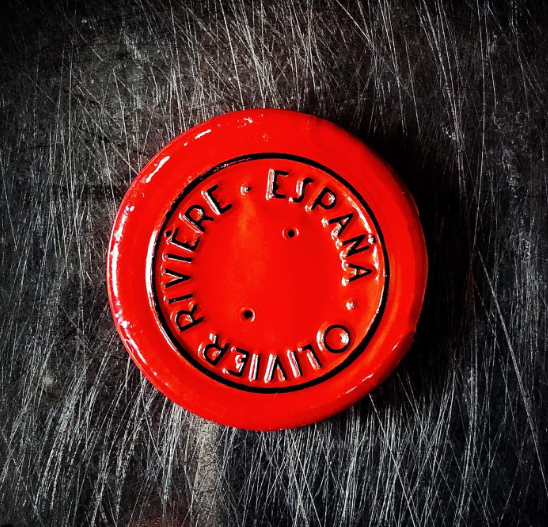 OLIVIER RIVIÈRE · ESPAÑA ·